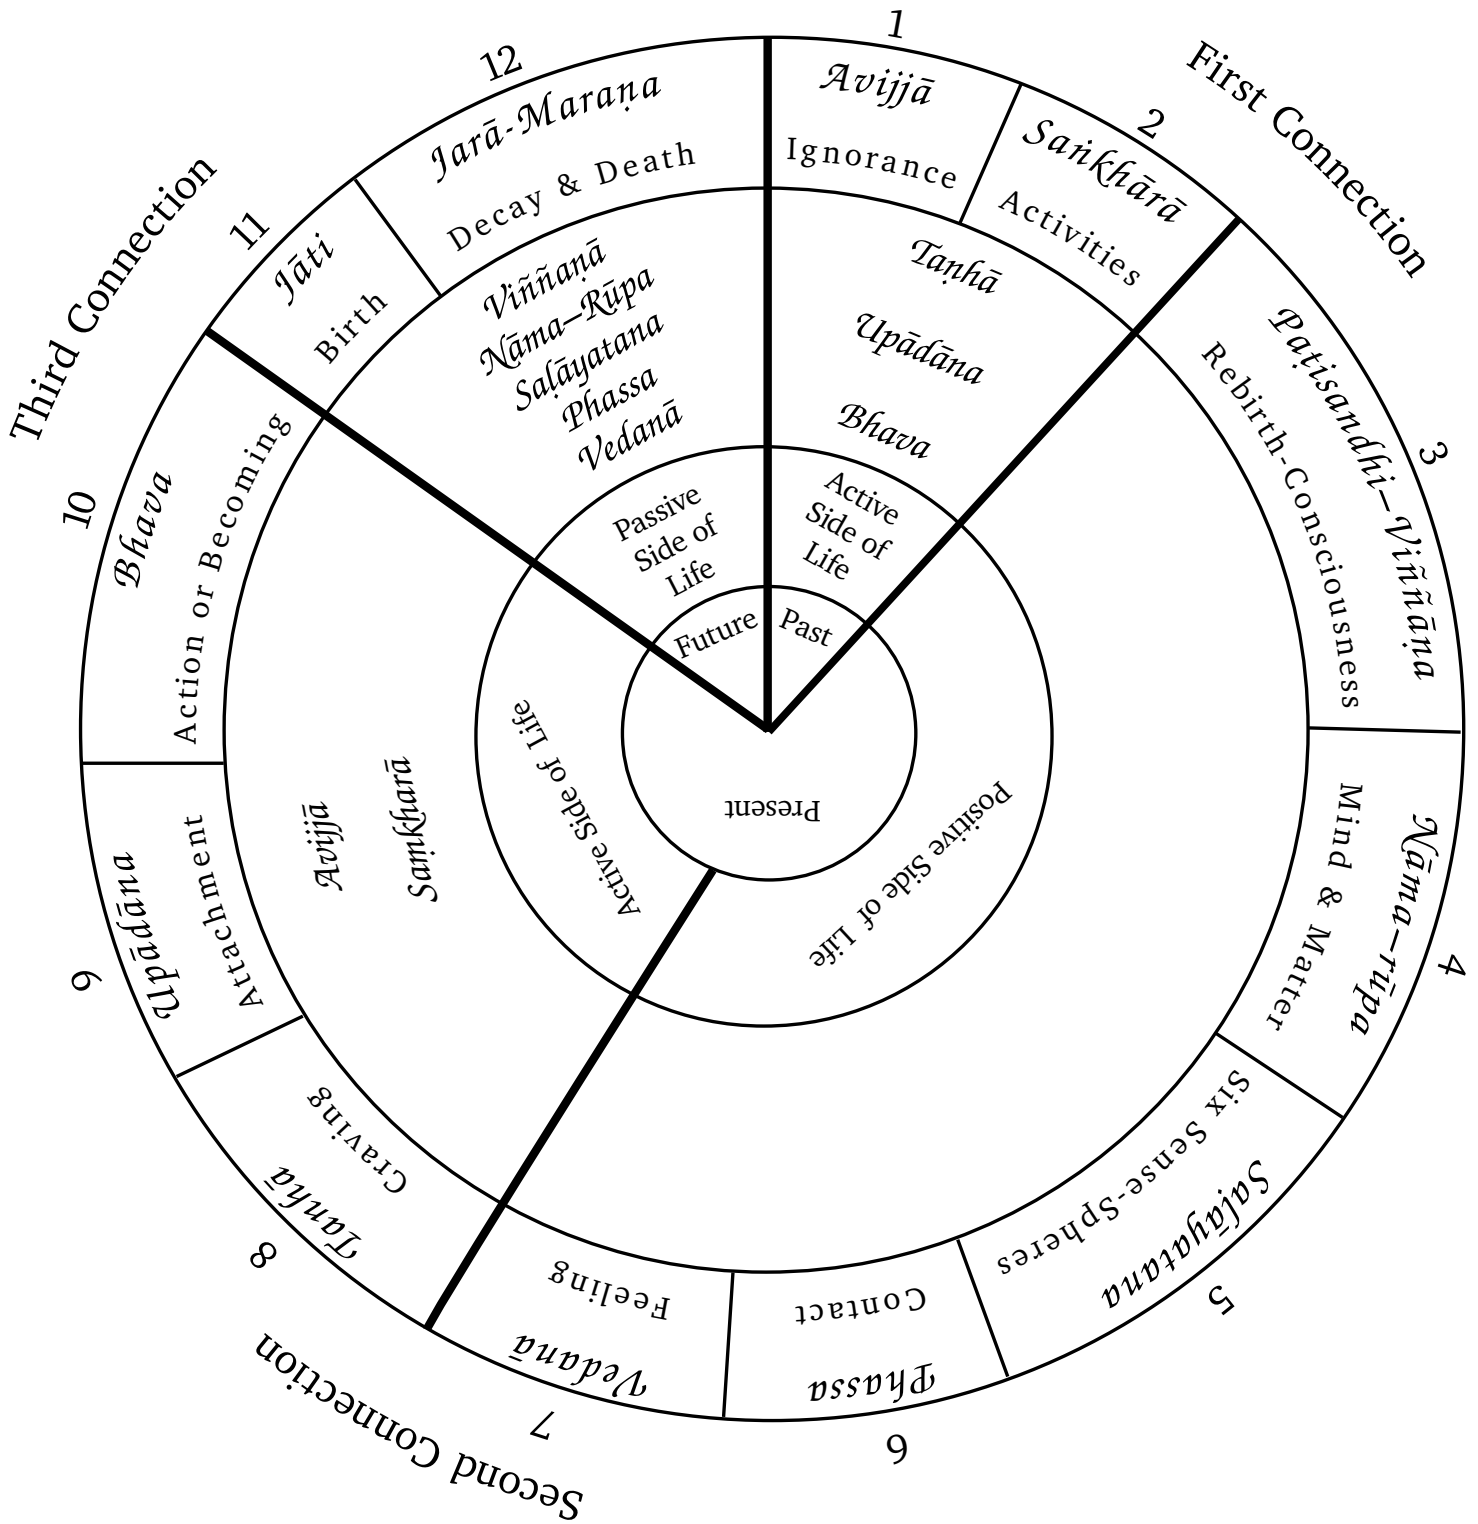 1
Avijjā
Ignorance
2
Saṅkhārā
Activities
First Connection
3
Paṭisandhi–Viññāṇa
Rebirth-Consciousness
4
Nāma–rūpa
Mind & Matter
5
Saḷāyatana
Six Sense-Spheres
6
Phassa
Contact
7
Vedanā
Feeling
Second Connection
8
Tanhā
Craving
9
Upādāna
Attachment
10
Bhava
Action or Becoming
Third Connection
11
Jāti
Birth
12
Jarā-Maraṇa
Decay & Death
Taṇhā
Upādāna
Bhava
Active
Side of
Life
Past
Positive Side of Life
Present
Avijjā
Saṃkharā
Active Side of Life
Viññaṇā
Nāma–Rūpa
Saḷāyatana
Phassa
Vedanā
Passive
Side of
Life
Future